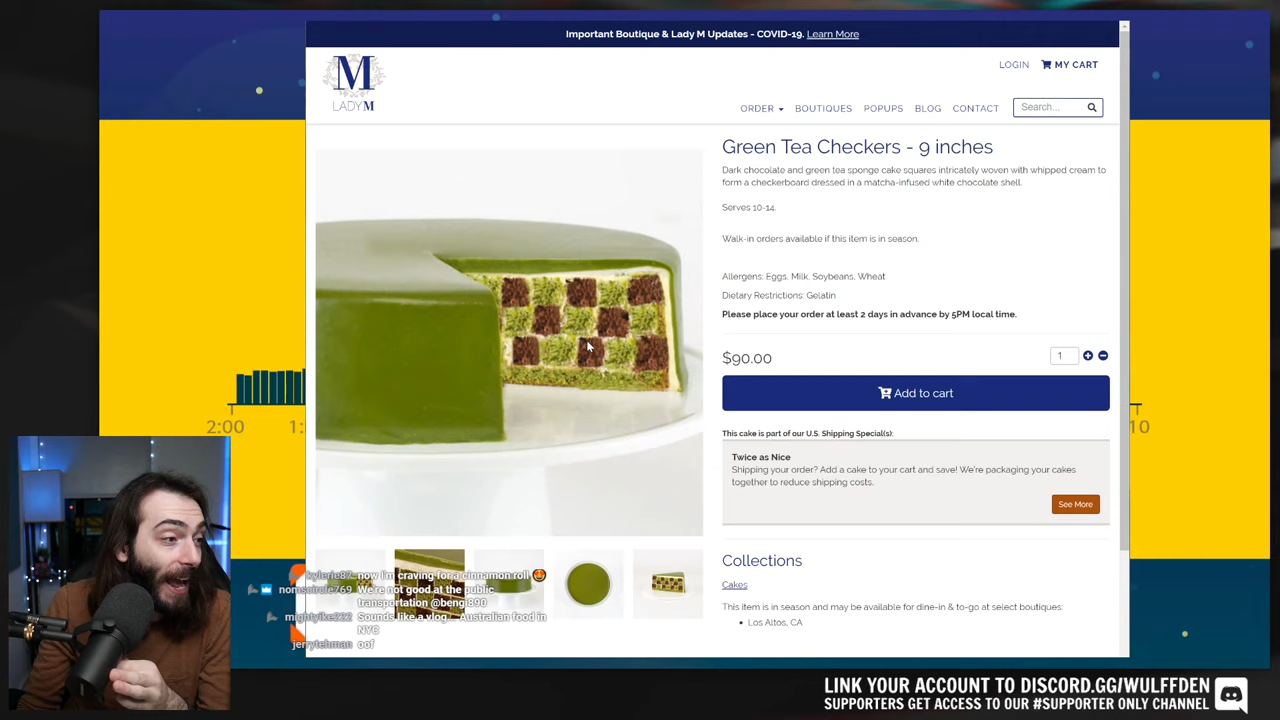 Important Boutique & Lady M Updates - COVID-19. Learn More
M
LADY M
LOGIN MY CART
ORDER BOUTIQUES POPUPS BLOG CONTACT Search...
Green Tea Checkers - 9 inches
Dark chocolate and green tea sponge cake squares intricately woven with whipped cream to
form a checkerboard dressed in a matcha-infused white chocolate shell.
Serves 10-14.
Walk-in orders available if this item is in season.
Allergens: Eggs, Milk, Soybeans, Wheat
Dietary Restrictions: Gelatin
Please place your order at least 2 days in advance by 5PM local time.
$90.00 1
Add to cart
This cake is part of our U.S. Shipping Special(s):
Twice as Nice
Shipping your order? Add a cake to your cart and save! We're packaging your cakes
together to reduce shipping costs.
See More
Collections
Cakes
This item is in season and may be available for dine-in & to-go at select boutiques:
Los Altos, CA
2:00 1: 10
kylerie87 now I'm craving for a cinnamon roll
We're not good at the public
transportation @bengi890
Sounds like a vlog... Australian food in
NYC
jerrytehman oof
LINK YOUR ACCOUNT TO DISCORD.GG/WULFFDEN
SUPPORTERS GET ACCESS TO OUR #SUPPORTER ONLY CHANNEL